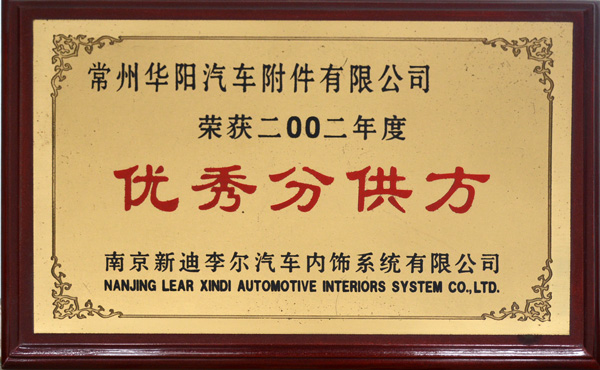 常州华阳汽车附件有限公司
荣获二00二年度
优秀分供方
南京新迪李尔汽车内饰系统有限公司
NANJING LEAR XINDI AUTOMOTIVE INTERIORS SYSTEM CO.,LTD.